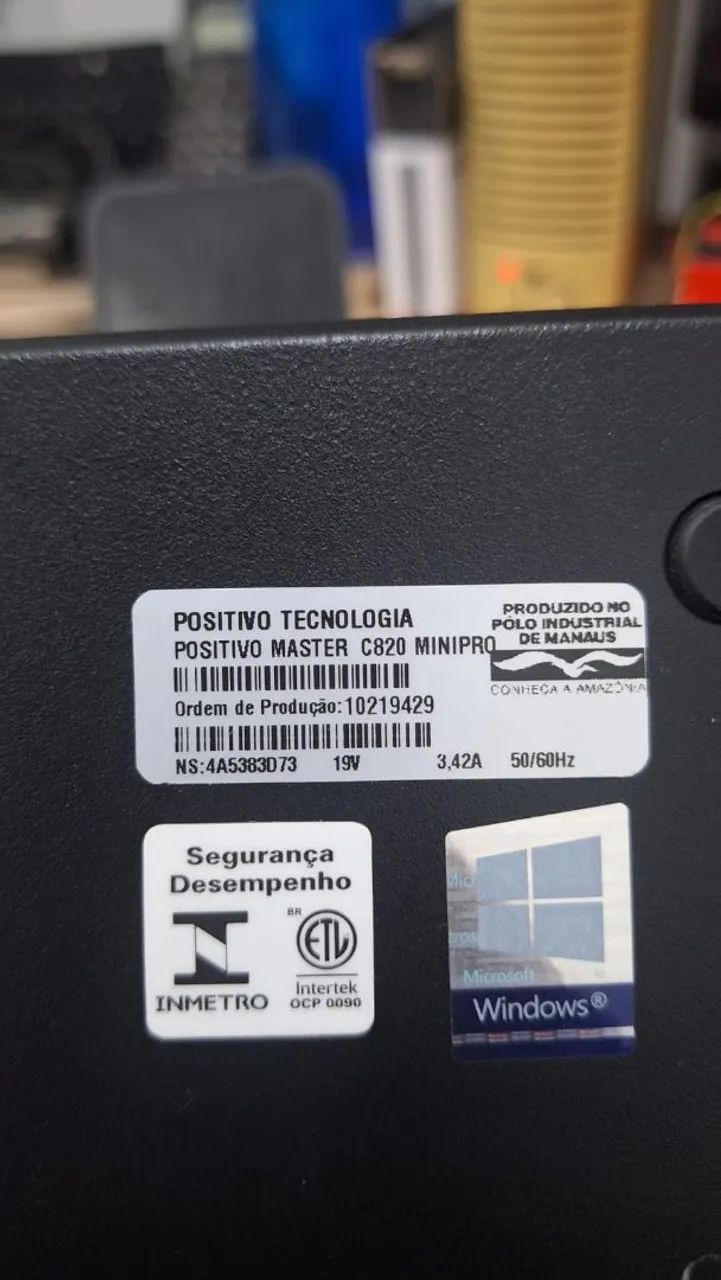 POSITIVO TECNOLOGIA
POSITIVO MASTER C820 MINIPRO
Ordem de Produção:10219429
NS:4A5383D73 19V 3,42A 50/60Hz
PRODUZIDO NO
PÓLO INDUSTRIAL
DE MANAUS
CONHEÇA A AMAZÔNIA
Segurança
Desempenho
INMETRO
BR
ETL
Intertek
OCP 0090
Microsoft
Windows®